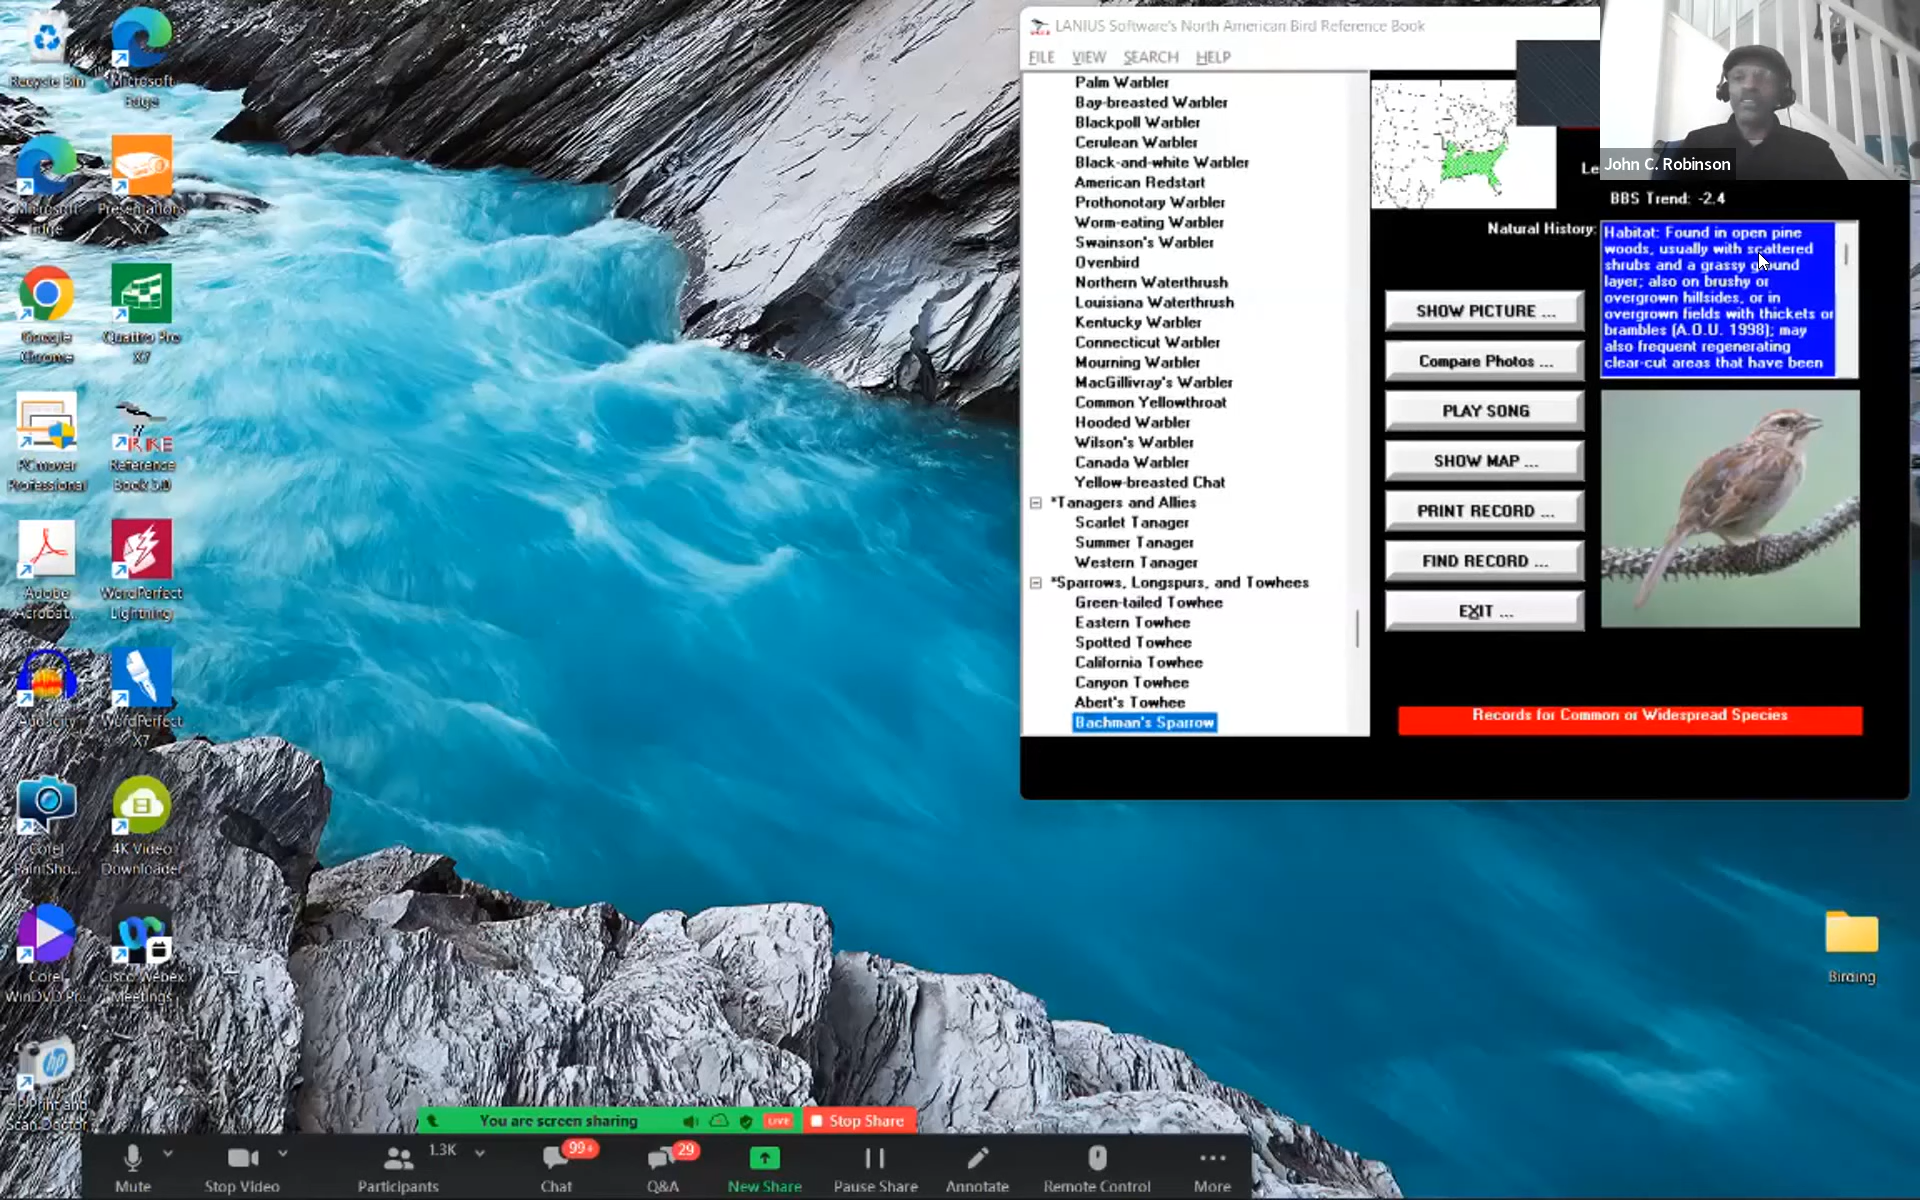 Recycle Bin
Microsoft
Edge
Microsoft
Edge
Presentations
X7
Google
Chrome
Quattro Pro
X7
PCmover
Professional
Reference
Book 5.0
Adobe
Acrobat...
WordPerfect
Lightning
Audacity
WordPerfect
X7
Corel
PaintSho...
4K Video
Downloader
Corel
WinDVD Pr...
Cisco Webex
Meetings
HP Print and
Scan Doctor
LANIUS Software's North American Bird Reference Book
FILE VIEW SEARCH HELP
Palm Warbler
Bay-breasted Warbler
Blackpoll Warbler
Cerulean Warbler
Black-and-white Warbler
American Redstart
Prothonotary Warbler
Worm-eating Warbler
Swainson's Warbler
Ovenbird
Northern Waterthrush
Louisiana Waterthrush
Kentucky Warbler
Connecticut Warbler
Mourning Warbler
MacGillivray's Warbler
Common Yellowthroat
Hooded Warbler
Wilson's Warbler
Canada Warbler
Yellow-breasted Chat
*Tanagers and Allies
Scarlet Tanager
Summer Tanager
Western Tanager
*Sparrows, Longspurs, and Towhees
Green-tailed Towhee
Eastern Towhee
Spotted Towhee
California Towhee
Canyon Towhee
Abert's Towhee
Bachman's Sparrow
John C. Robinson
Le
BBS Trend: -2.4
Natural History:
Habitat: Found in open pine
woods, usually with scattered
shrubs and a grassy ground
layer; also on brushy or
overgrown hillsides, or in
overgrown fields with thickets or
brambles (A.O.U. 1998); may
also frequent regenerating
clear-cut areas that have been
SHOW PICTURE ...
Compare Photos ...
PLAY SONG
SHOW MAP ...
PRINT RECORD ...
FIND RECORD ...
EXIT ...
Records for Common or Widespread Species
Birding
You are screen sharing
LIVE
Stop Share
Mute
Stop Video
1.3K
Participants
99+
Chat
29
Q&A
New Share
Pause Share
Annotate
Remote Control
More